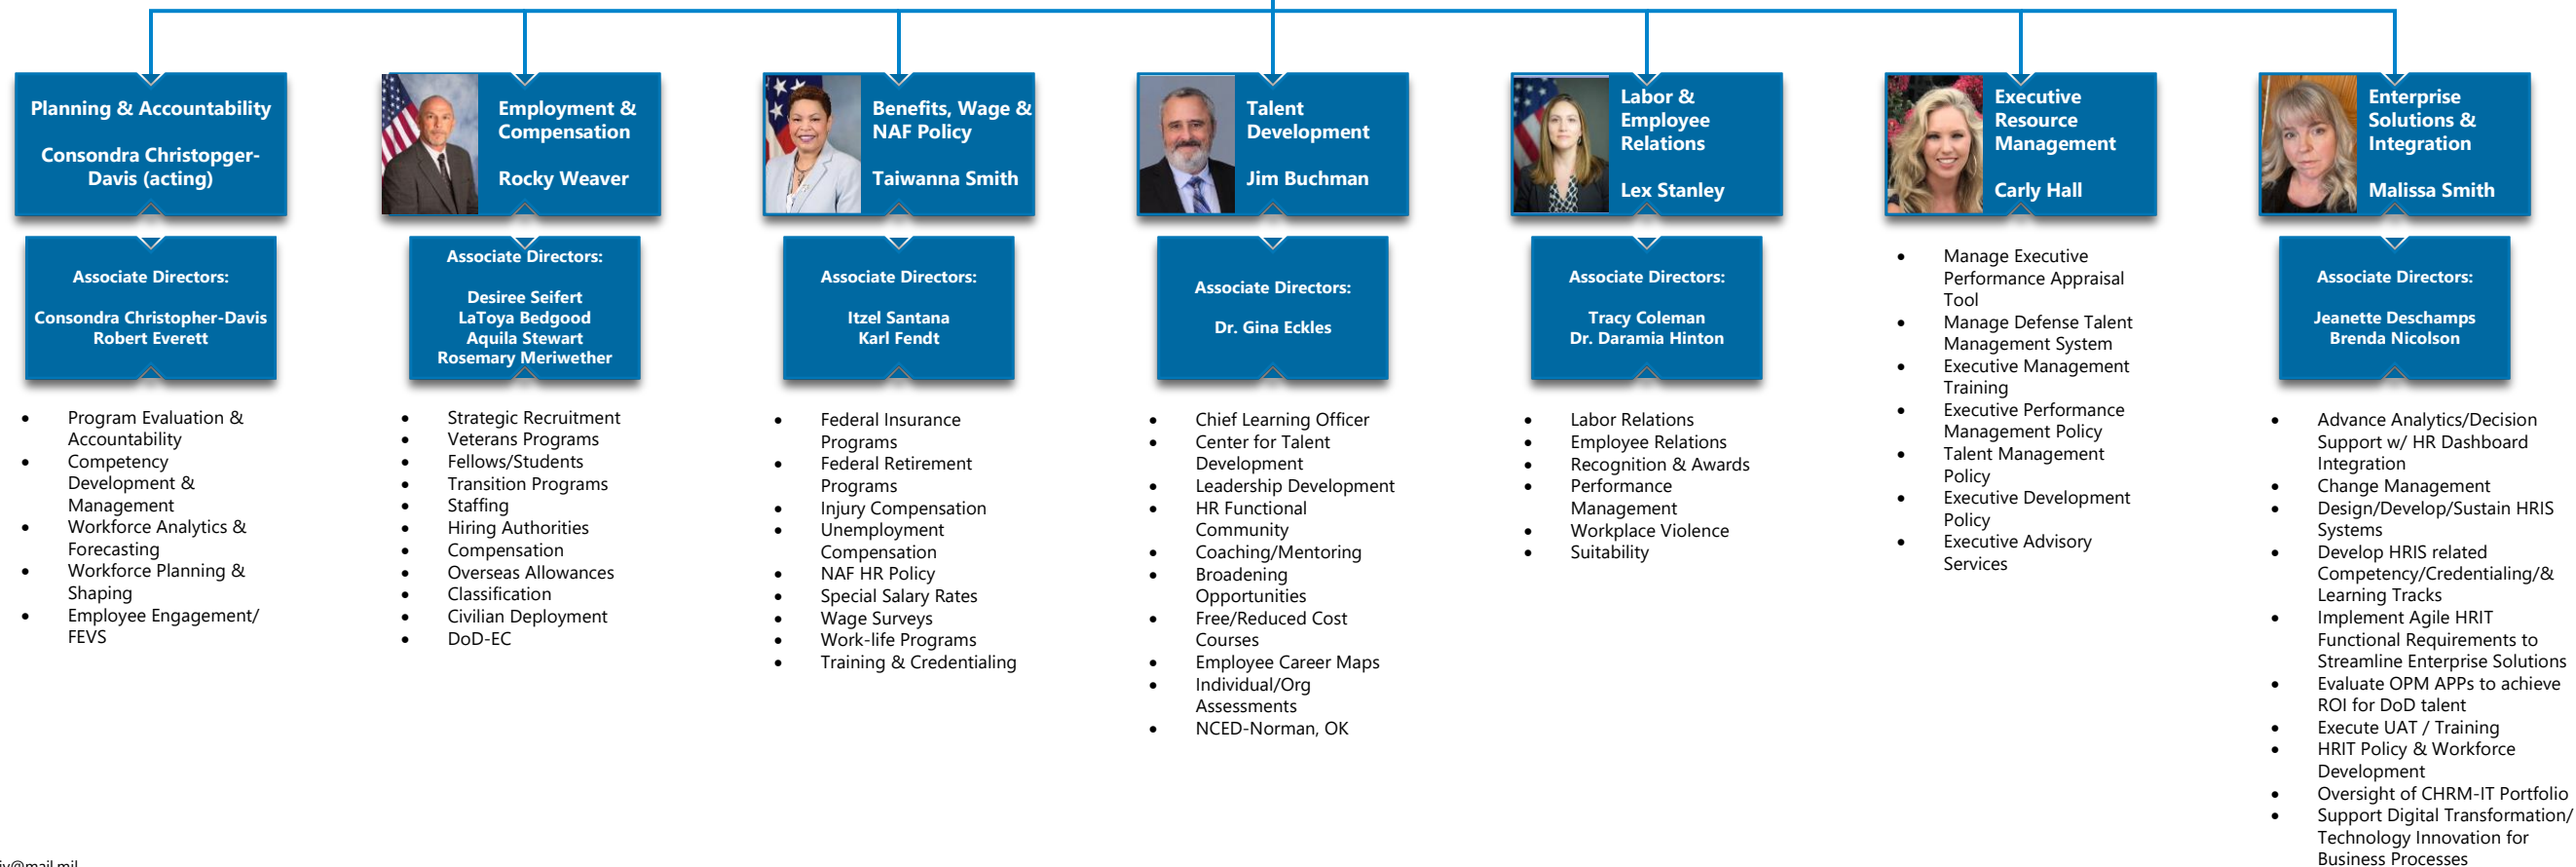 Planning & Accountability
Consondra Christopger-
Davis (acting)
Associate Directors:
Consondra Christopher-Davis
Robert Everett
• Program Evaluation &
Accountability
• Competency
Development &
Management
• Workforce Analytics &
Forecasting
• Workforce Planning &
Shaping
• Employee Engagement/
FEVS
Employment &
Compensation
Rocky Weaver
Associate Directors:
Desiree Seifert
LaToya Bedgood
Aquila Stewart
Rosemary Meriwether
• Strategic Recruitment
• Veterans Programs
• Fellows/Students
• Transition Programs
• Staffing
• Hiring Authorities
• Compensation
• Overseas Allowances
• Classification
• Civilian Deployment
• DoD-EC
Benefits, Wage &
NAF Policy
Taiwanna Smith
Associate Directors:
Itzel Santana
Karl Fendt
• Federal Insurance
Programs
• Federal Retirement
Programs
• Injury Compensation
• Unemployment
Compensation
• NAF HR Policy
• Special Salary Rates
• Wage Surveys
• Work-life Programs
• Training & Credentialing
Talent
Development
Jim Buchman
Associate Directors:
Dr. Gina Eckles
• Chief Learning Officer
• Center for Talent
Development
• Leadership Development
• HR Functional
Community
• Coaching/Mentoring
• Broadening
Opportunities
• Free/Reduced Cost
Courses
• Employee Career Maps
• Individual/Org
Assessments
• NCED-Norman, OK
Labor &
Employee
Relations
Lex Stanley
Associate Directors:
Tracy Coleman
Dr. Daramia Hinton
• Labor Relations
• Employee Relations
• Recognition & Awards
• Performance
Management
• Workplace Violence
• Suitability
Executive
Resource
Management
Carly Hall
• Manage Executive
Performance Appraisal
Tool
• Manage Defense Talent
Management System
• Executive Management
Training
• Executive Performance
Management Policy
• Talent Management
Policy
• Executive Development
Policy
• Executive Advisory
Services
Enterprise
Solutions &
Integration
Malissa Smith
Associate Directors:
Jeanette Deschamps
Brenda Nicolson
• Advance Analytics/Decision
Support w/ HR Dashboard
Integration
• Change Management
• Design/Develop/Sustain HRIS
Systems
• Develop HRIS related
Competency/Credentialing/&
Learning Tracks
• Implement Agile HRIT
Functional Requirements to
Streamline Enterprise Solutions
• Evaluate OPM APPs to achieve
ROI for DoD talent
• Execute UAT / Training
• HRIT Policy & Workforce
Development
• Oversight of CHRM-IT Portfolio
• Support Digital Transformation/
Technology Innovation for
Business Processes